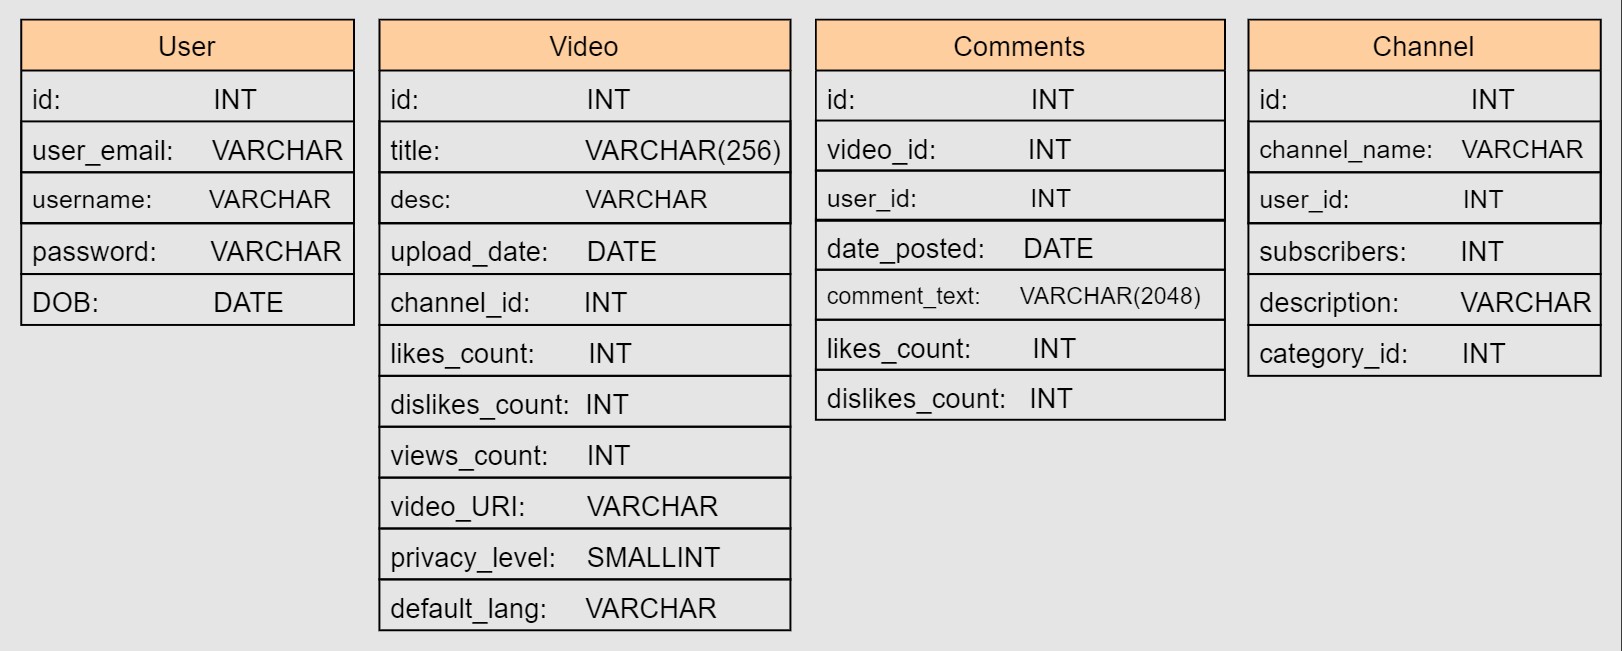 User
id: INT
user_email: VARCHAR
username: VARCHAR
password: VARCHAR
DOB: DATE
Video
id: INT
title: VARCHAR(256)
desc: VARCHAR
upload_date: DATE
channel_id: INT
likes_count: INT
dislikes_count: INT
views_count: INT
video_URI: VARCHAR
privacy_level: SMALLINT
default_lang: VARCHAR
Comments
id: INT
video_id: INT
user_id: INT
date_posted: DATE
comment_text: VARCHAR(2048)
likes_count: INT
dislikes_count: INT
Channel
id: INT
channel_name: VARCHAR
user_id: INT
subscribers: INT
description: VARCHAR
category_id: INT